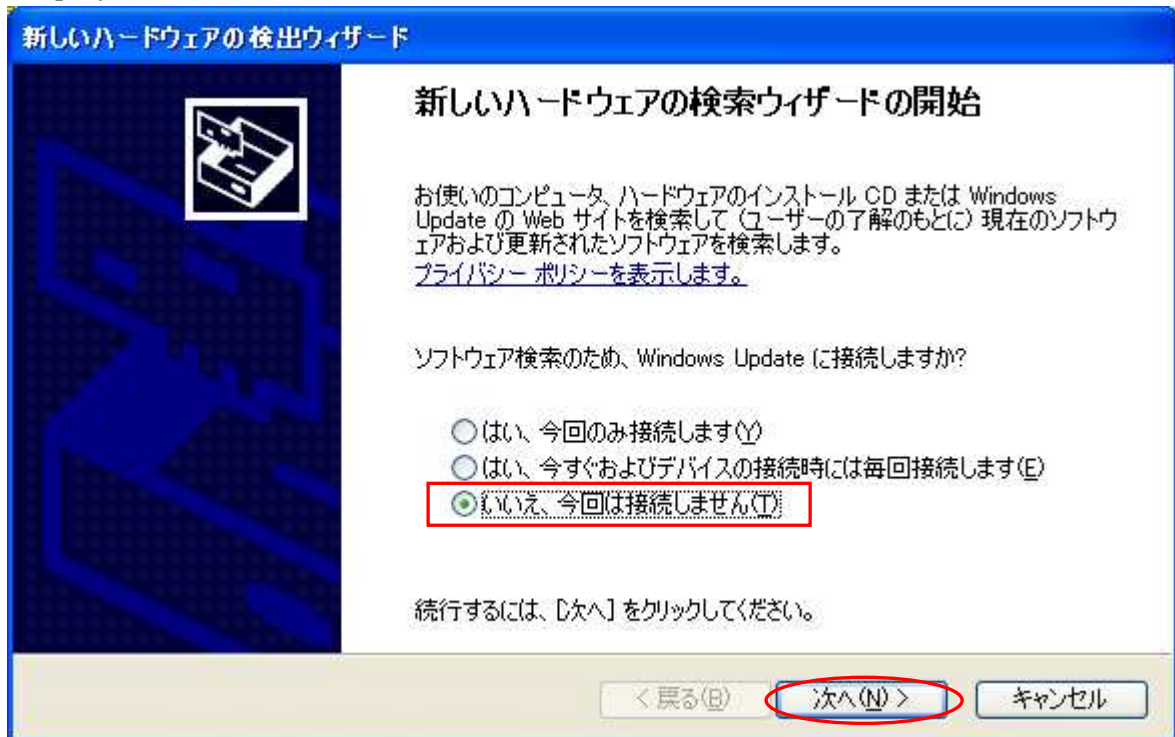 新しいハードウェアの検出ウィザード
新しいハードウェアの検索ウィザードの開始
お使いのコンピュータ、ハードウェアのインストール CD または Windows
Update の Web サイトを検索して (ユーザーの了解のもとに) 現在のソフトウ
ェアおよび更新されたソフトウェアを検索します。
プライバシー ポリシーを表示します。
ソフトウェア検索のため、Windows Update に接続しますか?
はい、今回のみ接続します(Y)
はい、今すぐおよびデバイスの接続時には毎回接続します(E)
いいえ、今回は接続しません(T)
続行するには、[次へ] をクリックしてください。
< 戻る(B) 次へ(N) > キャンセル